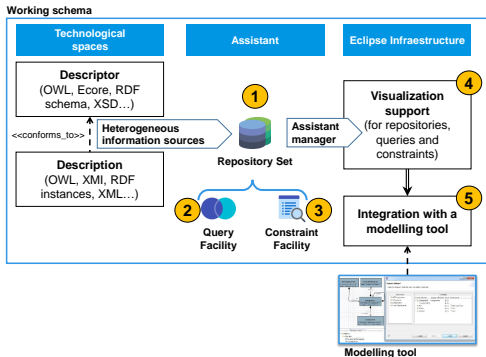 Working schema
Technological
spaces
Assistant
Eclipse Infraestructure
Descriptor
(OWL, Ecore, RDF
schema, XSD…)
<<conforms_to>>
Description
(OWL, XMI, RDF
instances, XML…)
Heterogeneous
information sources
1
Repository Set
2
Query
Facility
3
Constraint
Facility
Assistant
manager
4
Visualization
support
(for repositories,
queries and
constraints)
5
Integration with a
modelling tool
Modelling tool